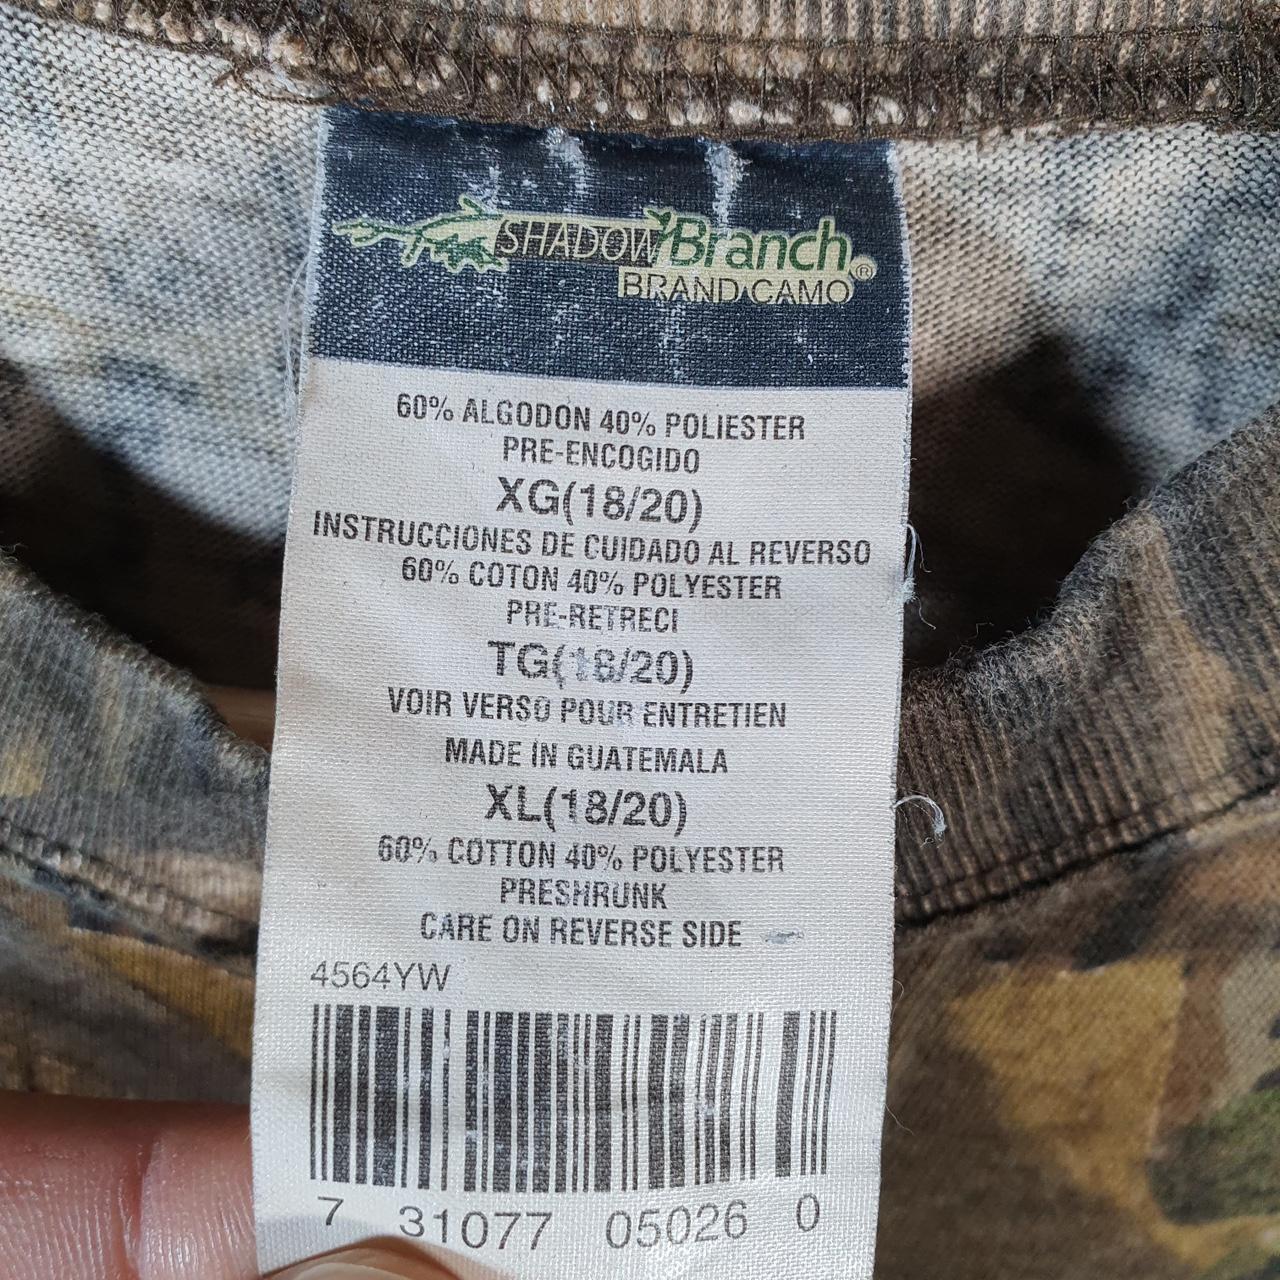 SHADOW Branch®
BRAND CAMO
60% ALGODON 40% POLIESTER
PRE-ENCOGIDO
XG(18/20)
INSTRUCCIONES DE CUIDADO AL REVERSO
60% COTON 40% POLYESTER
PRE-RETRECI
TG(18/20)
VOIR VERSO POUR ENTRETIEN
MADE IN GUATEMALA
XL(18/20)
60% COTTON 40% POLYESTER
PRESHRUNK
CARE ON REVERSE SIDE
4564YW
7 31077 05026 0